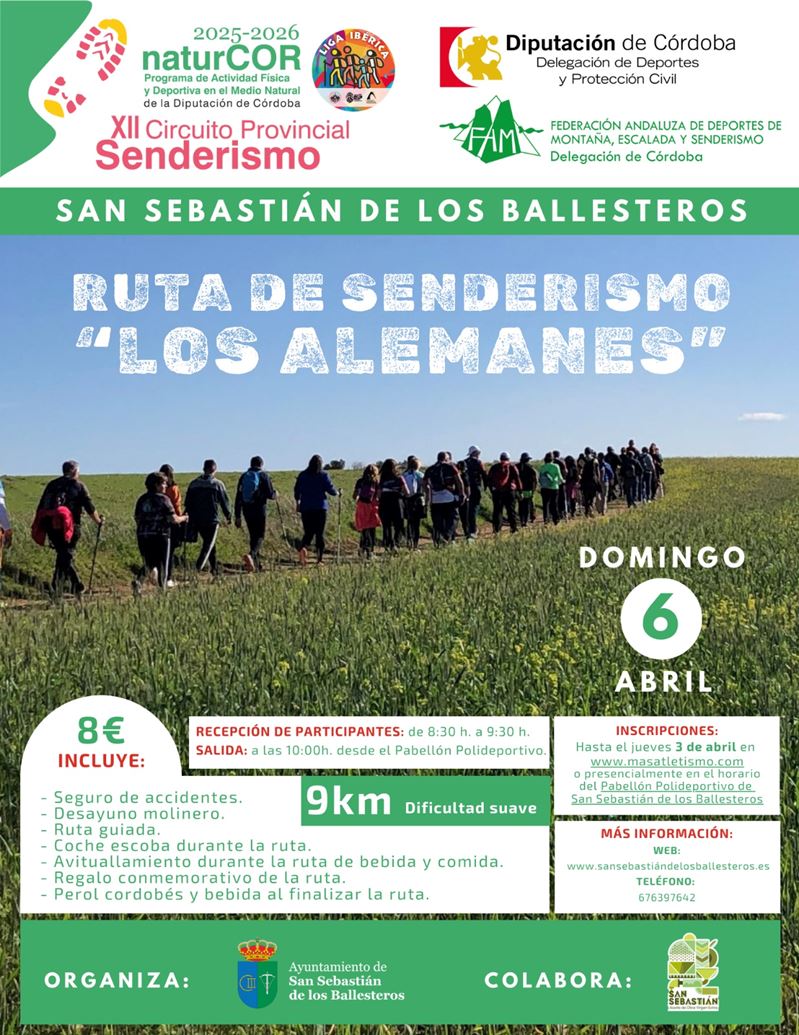 2025-2026
naturCOR
Programa de Actividad Física
y Deportiva en el Medio Natural
de la Diputación de Córdoba
LIGA IBÉRICA
Diputación de Córdoba
Delegación de Deportes
y Protección Civil
XII Circuito Provincial
Senderismo
FAM
FEDERACIÓN ANDALUZA DE DEPORTES DE
MONTAÑA, ESCALADA Y SENDERISMO
Delegación de Córdoba
SAN SEBASTIÁN DE LOS BALLESTEROS
RUTA DE SENDERISMO
“LOS ALEMANES”
DOMINGO
6
ABRIL
8€
INCLUYE:
- Seguro de accidentes.
- Desayuno molinero.
- Ruta guiada.
- Coche escoba durante la ruta.
- Avituallamiento durante la ruta de bebida y comida.
- Regalo conmemorativo de la ruta.
- Perol cordobés y bebida al finalizar la ruta.
RECEPCIÓN DE PARTICIPANTES: de 8:30 h. a 9:30 h.
SALIDA: a las 10:00h. desde el Pabellón Polideportivo.
9km Dificultad suave
INSCRIPCIONES:
Hasta el jueves 3 de abril en
www.masatletismo.com
o presencialmente en el horario
del Pabellón Polideportivo de
San Sebastián de los Ballesteros
MÁS INFORMACIÓN:
WEB:
www.sansebastiándelosballesteros.es
TELÉFONO:
676397642
ORGANIZA:
Ayuntamiento de
San Sebastián
de los Ballesteros
COLABORA:
SAN
SEBASTIÁN